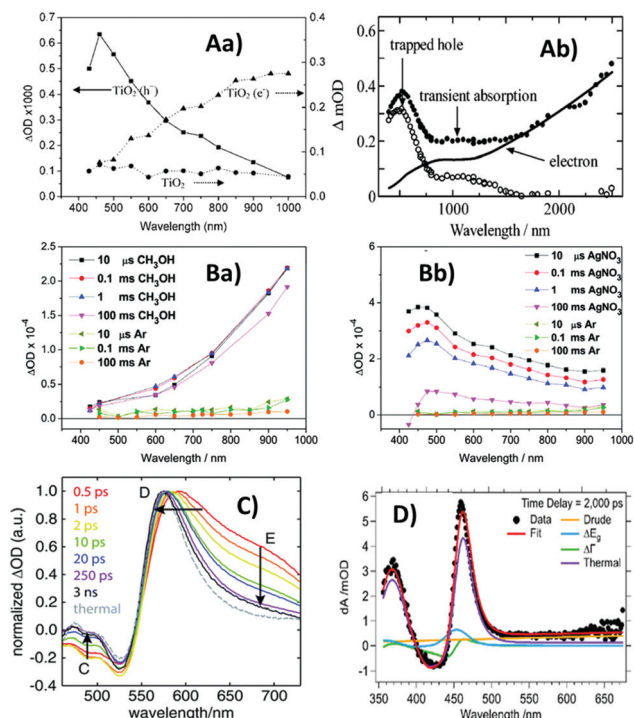 Aa)
0.7
0.6
0.5
0.4
0.3
0.2
0.1
0.0
ΔOD x1000
0.4
0.3
0.2
0.1
0.0
ΔOD x1000
TiO2 (h-)
TiO2 (e-)
TiO2
400 500 600 700 800 900 1000
Wavelength (nm)
Ab)
0.6
0.4
0.2
0.0
Δ mOD
trapped hole
transient absorption
electron
1000 2000
Wavelength / nm
Ba)
2.5
2.0
1.5
1.0
0.5
0.0
ΔOD x 10-4
10 μs CH3OH
0.1 ms CH3OH
1 ms CH3OH
100 ms CH3OH
10 μs Ar
0.1 ms Ar
100 ms Ar
400 500 600 700 800 900 1000
Wavelength / nm
Bb)
6
4
2
0
ΔOD x 10-4
10 μs AgNO3
0.1 ms AgNO3
1 ms AgNO3
100 ms AgNO3
10 μs Ar
0.1 ms Ar
100 ms Ar
300 400 500 600 700 800 900 1000
Wavelength / nm
C)
1.0
0.8
0.6
0.4
0.2
0.0
-0.2
-0.4
normalized ΔOD (a.u.)
0.5 ps
1 ps
2 ps
10 ps
20 ps
250 ps
3 ns
thermal
D
E
C
500 550 600 650 700
wavelength/nm
D)
6
5
4
3
2
1
0
-1
dA /mOD
Time Delay = 2,000 ps
Data
Fit
Drude
ΔEg
ΔΓ
Thermal
350 400 450 500 550 600 650
Wavelength /nm